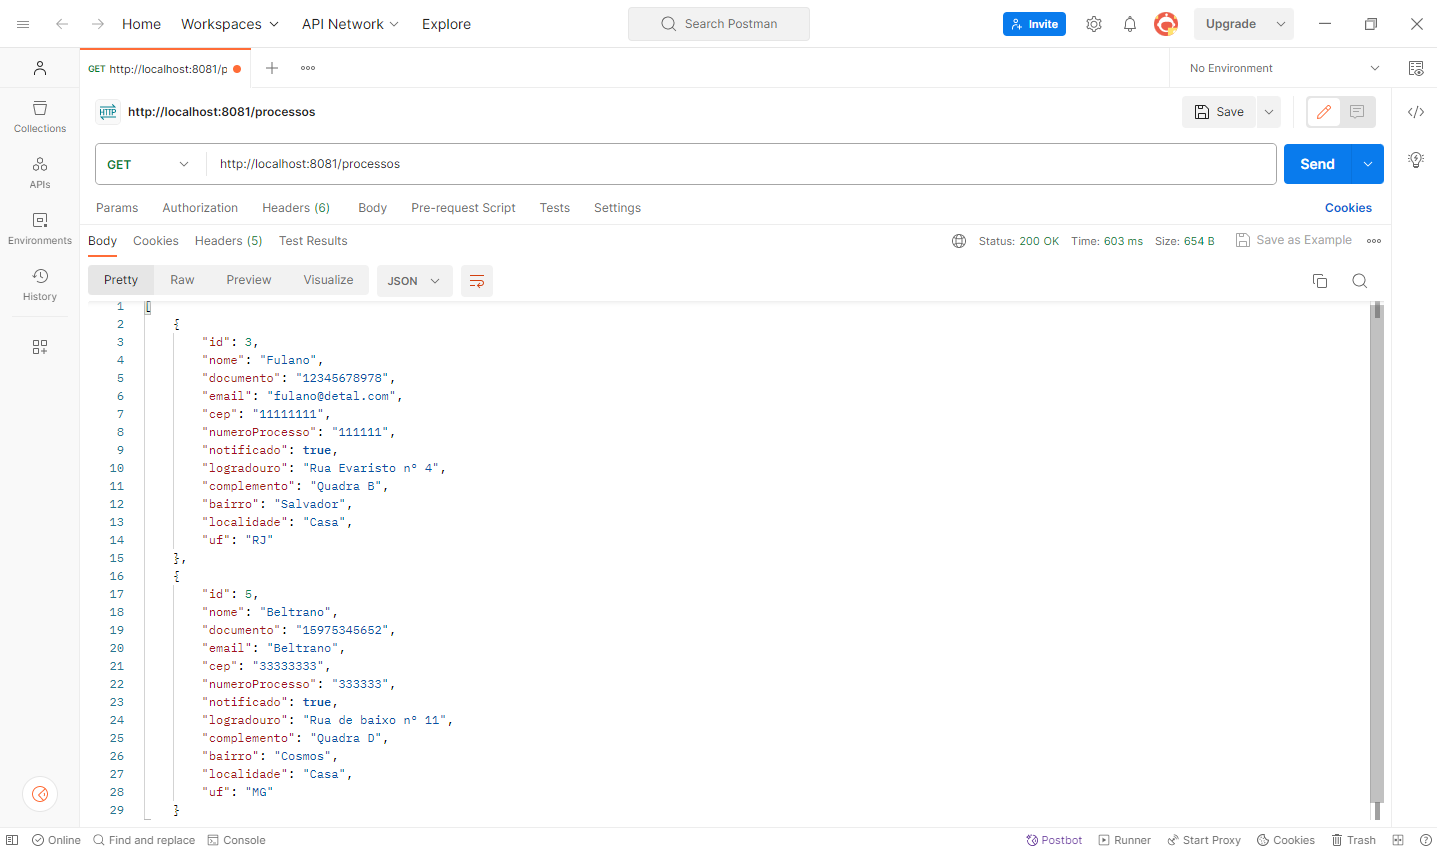 Home Workspaces API Network Explore Search Postman Invite Upgrade
GET http://localhost:8081/p No Environment
HTTP http://localhost:8081/processos Save
GET http://localhost:8081/processos Send
Params Authorization Headers (6) Body Pre-request Script Tests Settings Cookies
Body Cookies Headers (5) Test Results Status: 200 OK Time: 603 ms Size: 654 B Save as Example
Pretty Raw Preview Visualize JSON
Collections
APIs
Environments
History
1 [
2 {
3 "id": 3,
4 "nome": "Fulano",
5 "documento": "12345678978",
6 "email": "fulano@detal.com",
7 "cep": "11111111",
8 "numeroProcesso": "111111",
9 "notificado": true,
10 "logradouro": "Rua Evaristo nº 4",
11 "complemento": "Quadra B",
12 "bairro": "Salvador",
13 "localidade": "Casa",
14 "uf": "RJ"
15 },
16 {
17 "id": 5,
18 "nome": "Beltrano",
19 "documento": "15975345652",
20 "email": "Beltrano",
21 "cep": "33333333",
22 "numeroProcesso": "333333",
23 "notificado": true,
24 "logradouro": "Rua de baixo nº 11",
25 "complemento": "Quadra D",
26 "bairro": "Cosmos",
27 "localidade": "Casa",
28 "uf": "MG"
29 }
Online Find and replace Console Postbot Runner Start Proxy Cookies Trash